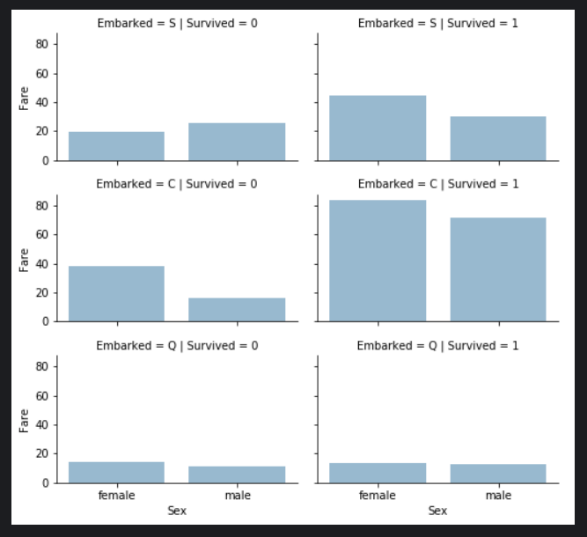 Embarked = S | Survived = 0
Embarked = S | Survived = 1
80
60
40
20
0
Fare
Embarked = C | Survived = 0
Embarked = C | Survived = 1
80
60
40
20
0
Fare
Embarked = Q | Survived = 0
Embarked = Q | Survived = 1
80
60
40
20
0
Fare
female male
female male
Sex
Sex